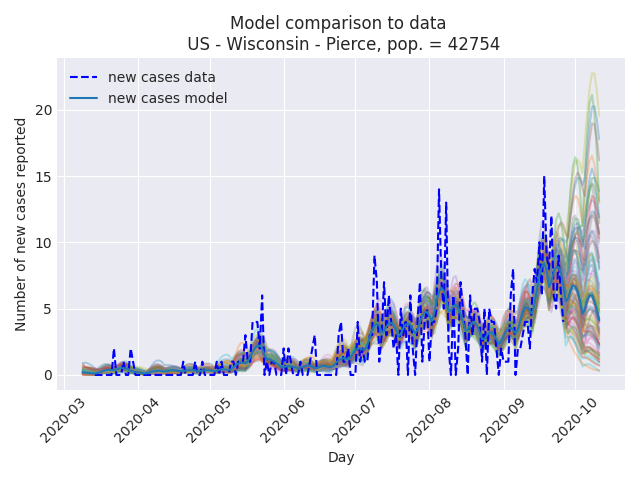 Model comparison to data
US - Wisconsin - Pierce, pop. = 42754
new cases data
new cases model
Number of new cases reported
20
15
10
5
0
2020-03
2020-04
2020-05
2020-06
2020-07
2020-08
2020-09
2020-10
Day